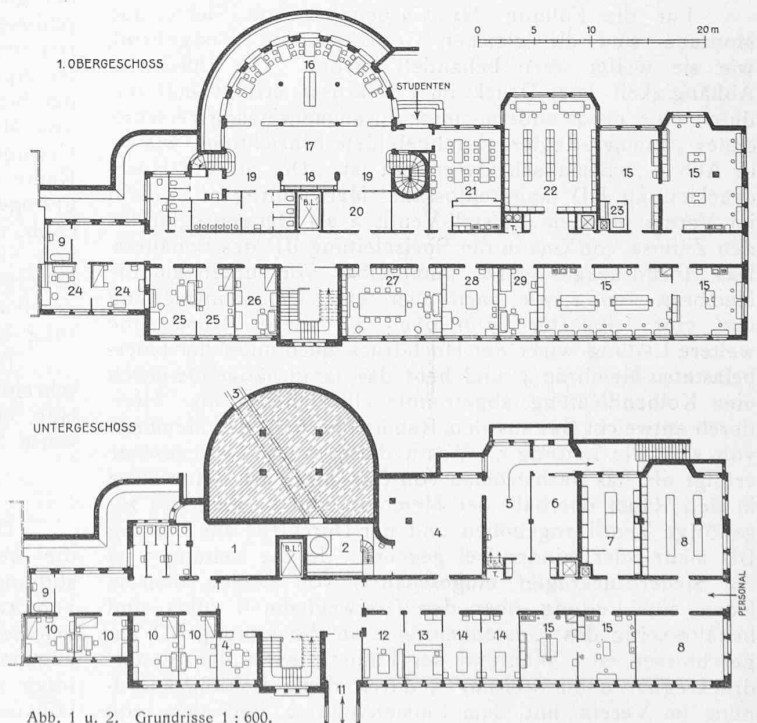 0 5 10 20 m
1. OBERGESCHOSS
16
STUDENTEN
17
15 15
19 18 19
21 22 23
B.L.
20
T.
9
24 24
25 25 26 27 28 29 15 15
UNTERGESCHOSS
3
4 5 6 7 8
1 B.L. 2
T.
PERSONAL
9
10 10 10 10 4 12 13 14 14 15 15 8
11
Abb. 1 u. 2. Grundrisse 1 : 600.